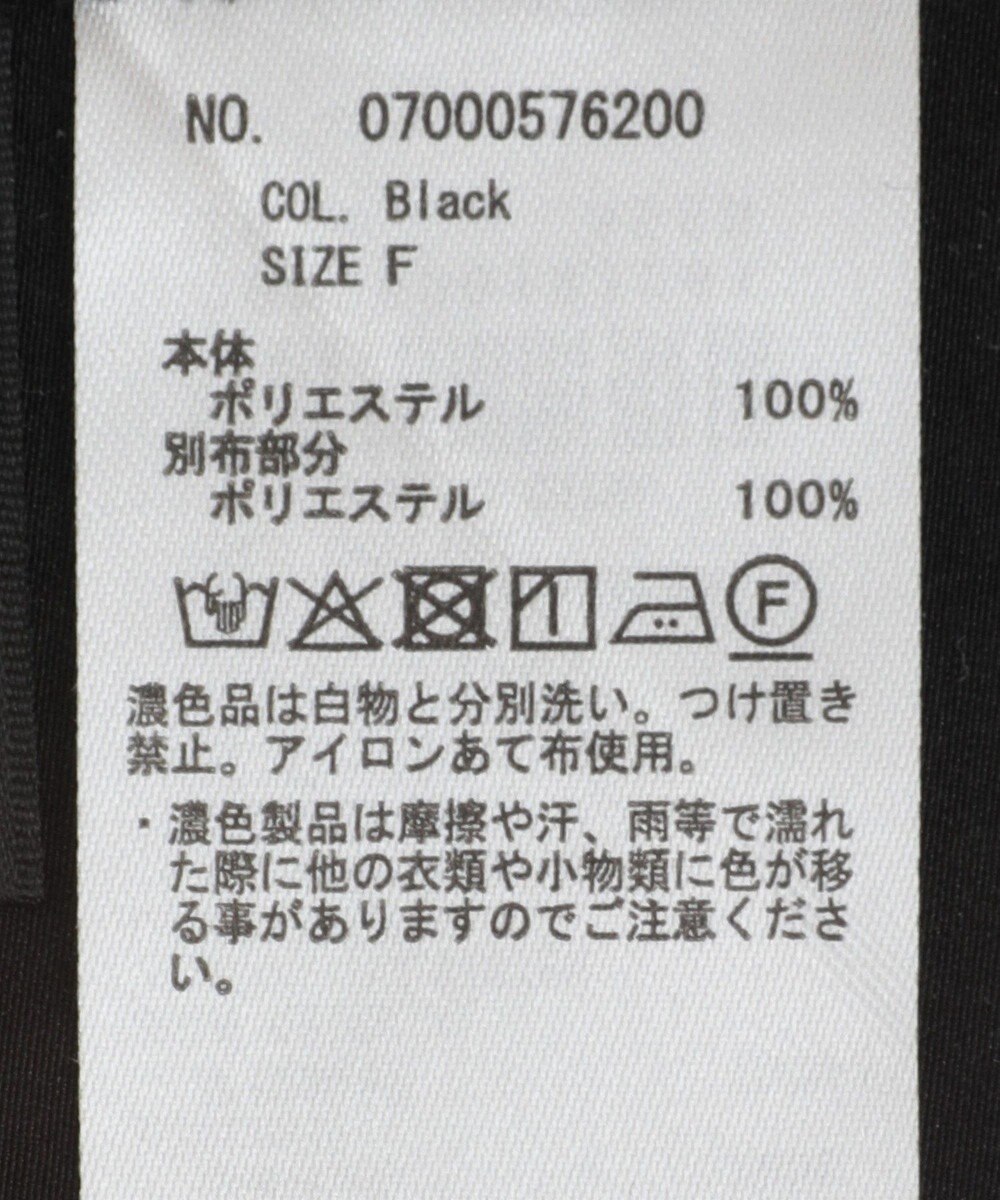 NO. 07000576200
COL. Black
SIZE F
本体
ポリエステル 100%
別布部分
ポリエステル 100%
F
濃色品は白物と分別洗い。つけ置き
禁止。アイロンあて布使用。
・濃色製品は摩擦や汗、雨等で濡れ
た際に他の衣類や小物類に色が移
る事がありますのでご注意くださ
い。